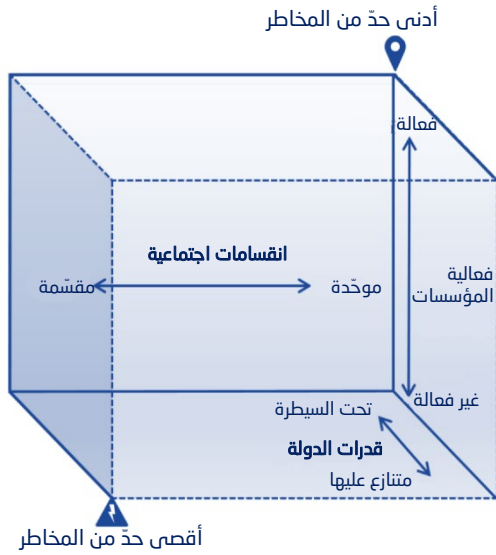 أدنى حدّ من المخاطر
فعالة
انقسامات اجتماعية
موحّدة
مقسّمة
فعالية
المؤسسات
غير فعالة
تحت السيطرة
قدرات الدولة
متنازع عليها
أقصى حدّ من المخاطر